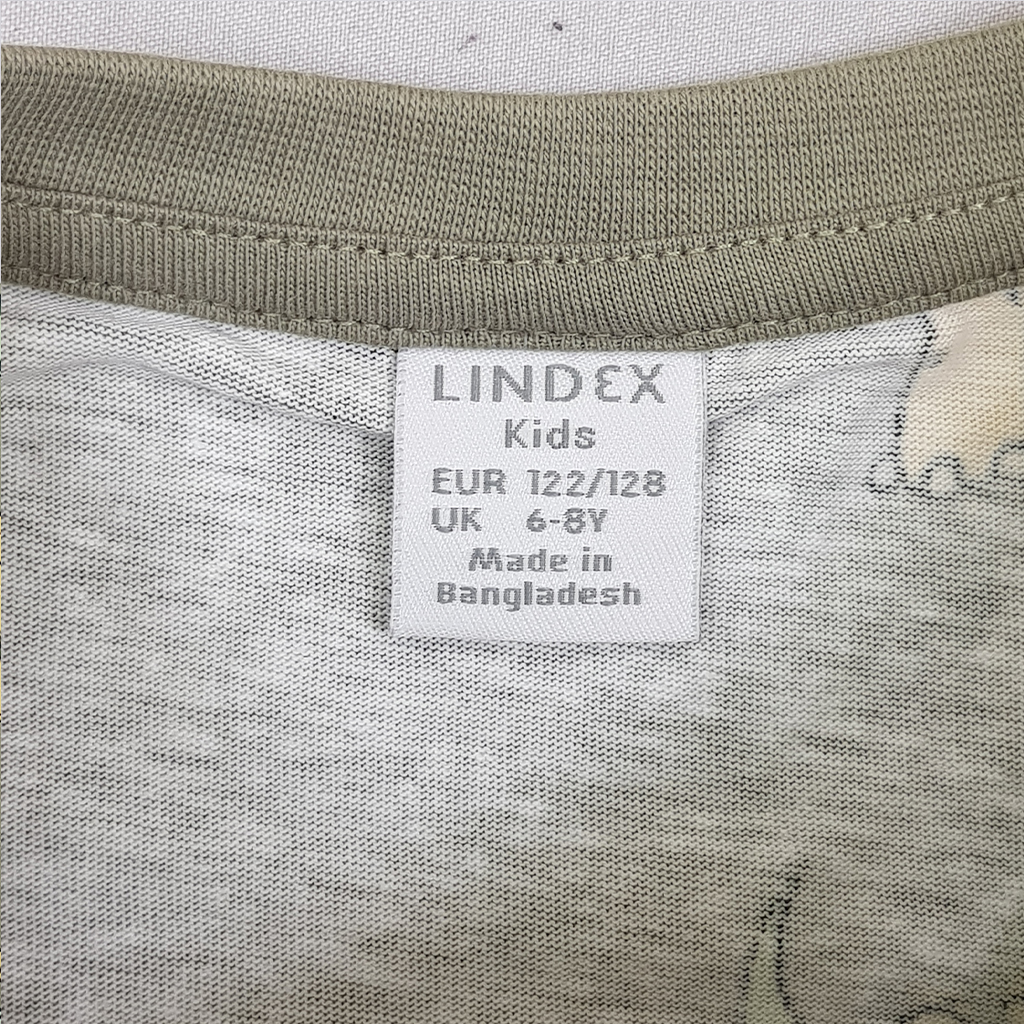 LINDEX
Kids
EUR 122/128
UK 6-8Y
Made in
Bangladesh